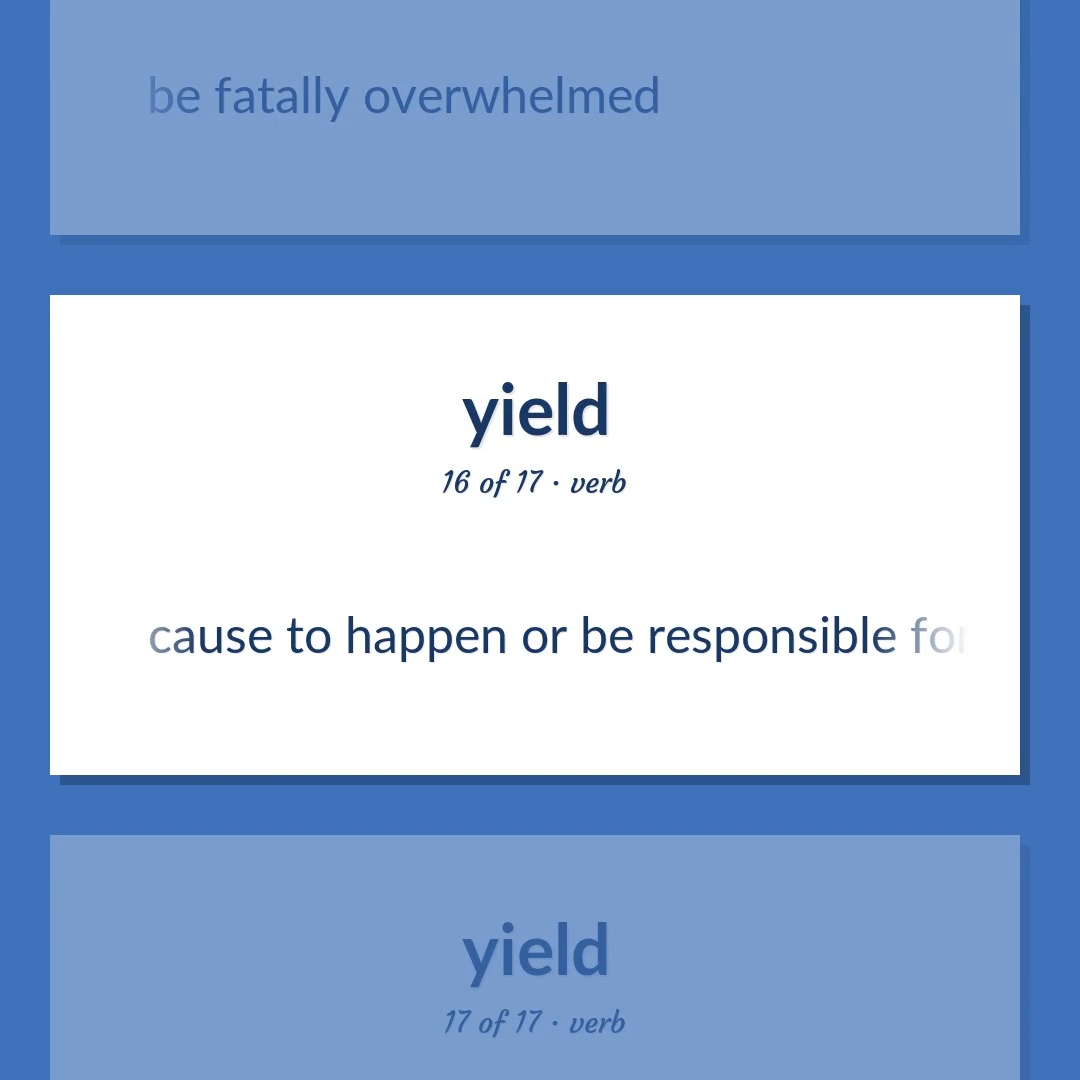 be fatally overwhelmed
yield
16 of 17 · verb
cause to happen or be responsible for
yield
17 of 17 · verb